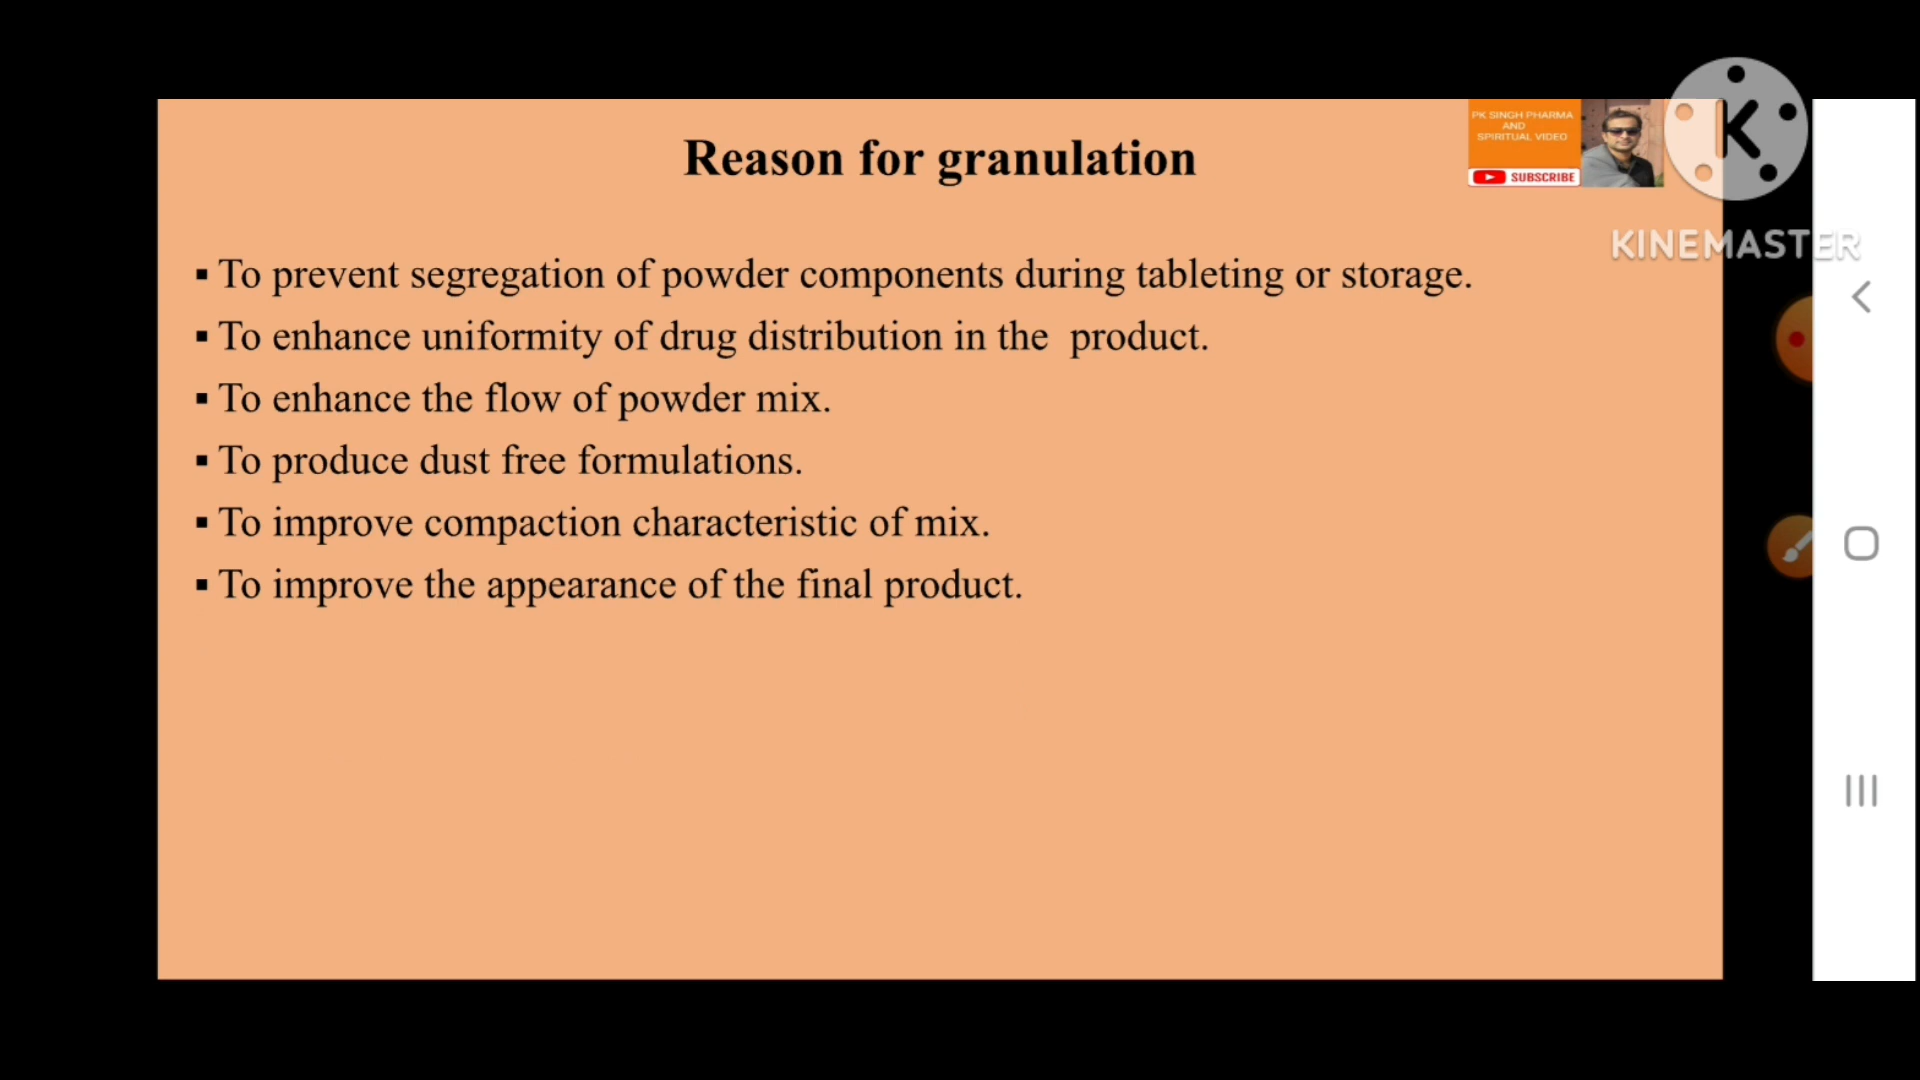 Reason for granulation
PK SINGH PHARMA
AND
SPIRITUAL VIDEO
SUBSCRIBE
K
KINEMASTER
▪ To prevent segregation of powder components during tableting or storage.
▪ To enhance uniformity of drug distribution in the  product.
▪ To enhance the flow of powder mix.
▪ To produce dust free formulations.
▪ To improve compaction characteristic of mix.
▪ To improve the appearance of the final product.